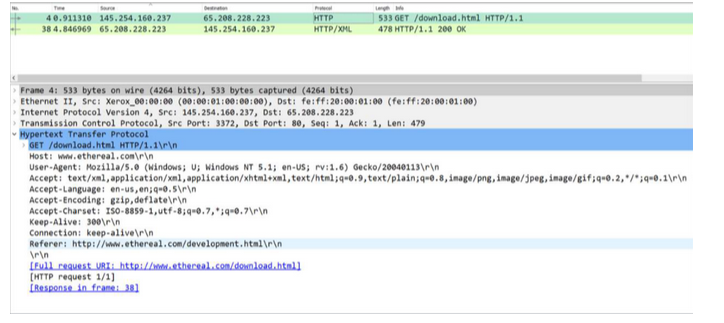 No. Time Source Destination Protocol Length Info
4 0.911310 145.254.160.237 65.208.228.223 HTTP 533 GET /download.html HTTP/1.1
38 4.846969 65.208.228.223 145.254.160.237 HTTP/XML 478 HTTP/1.1 200 OK
Frame 4: 533 bytes on wire (4264 bits), 533 bytes captured (4264 bits)
Ethernet II, Src: Xerox_00:00:00 (00:00:01:00:00:00), Dst: fe:ff:20:00:01:00 (fe:ff:20:00:01:00)
Internet Protocol Version 4, Src: 145.254.160.237, Dst: 65.208.228.223
Transmission Control Protocol, Src Port: 3372, Dst Port: 80, Seq: 1, Ack: 1, Len: 479
Hypertext Transfer Protocol
GET /download.html HTTP/1.1\r\n
Host: www.ethereal.com\r\n
User-Agent: Mozilla/5.0 (Windows; U; Windows NT 5.1; en-US; rv:1.6) Gecko/20040113\r\n
Accept: text/xml,application/xml,application/xhtml+xml,text/html;q=0.9,text/plain;q=0.8,image/png,image/jpeg,image/gif;q=0.2,*/*;q=0.1\r\n
Accept-Language: en-us,en;q=0.5\r\n
Accept-Encoding: gzip,deflate\r\n
Accept-Charset: ISO-8859-1,utf-8;q=0.7,*;q=0.7\r\n
Keep-Alive: 300\r\n
Connection: keep-alive\r\n
Referer: http://www.ethereal.com/development.html\r\n
\r\n
[Full request URI: http://www.ethereal.com/download.html]
[HTTP request 1/1]
[Response in frame: 38]